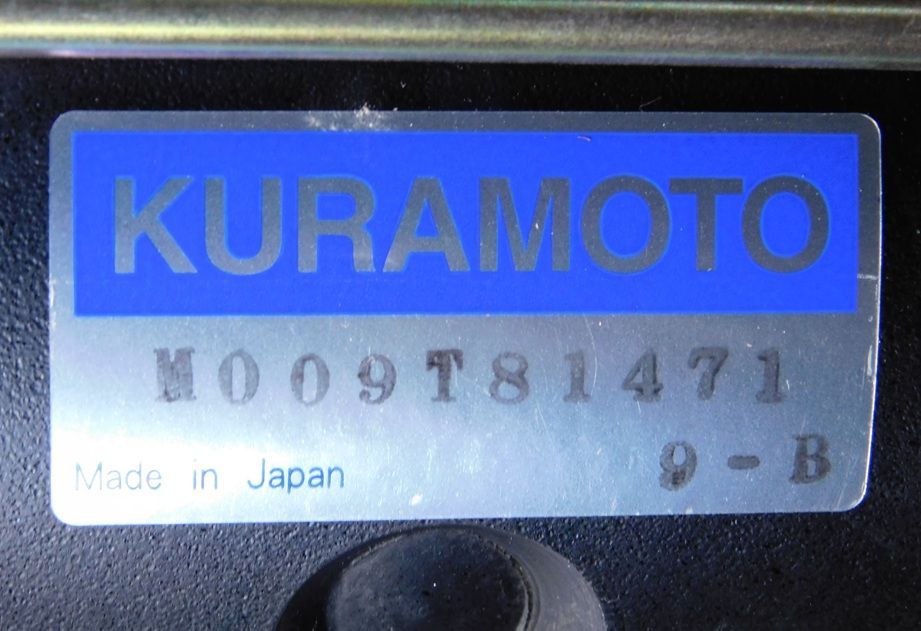 KURAMOTO
M009T81471
9-B
Made in Japan